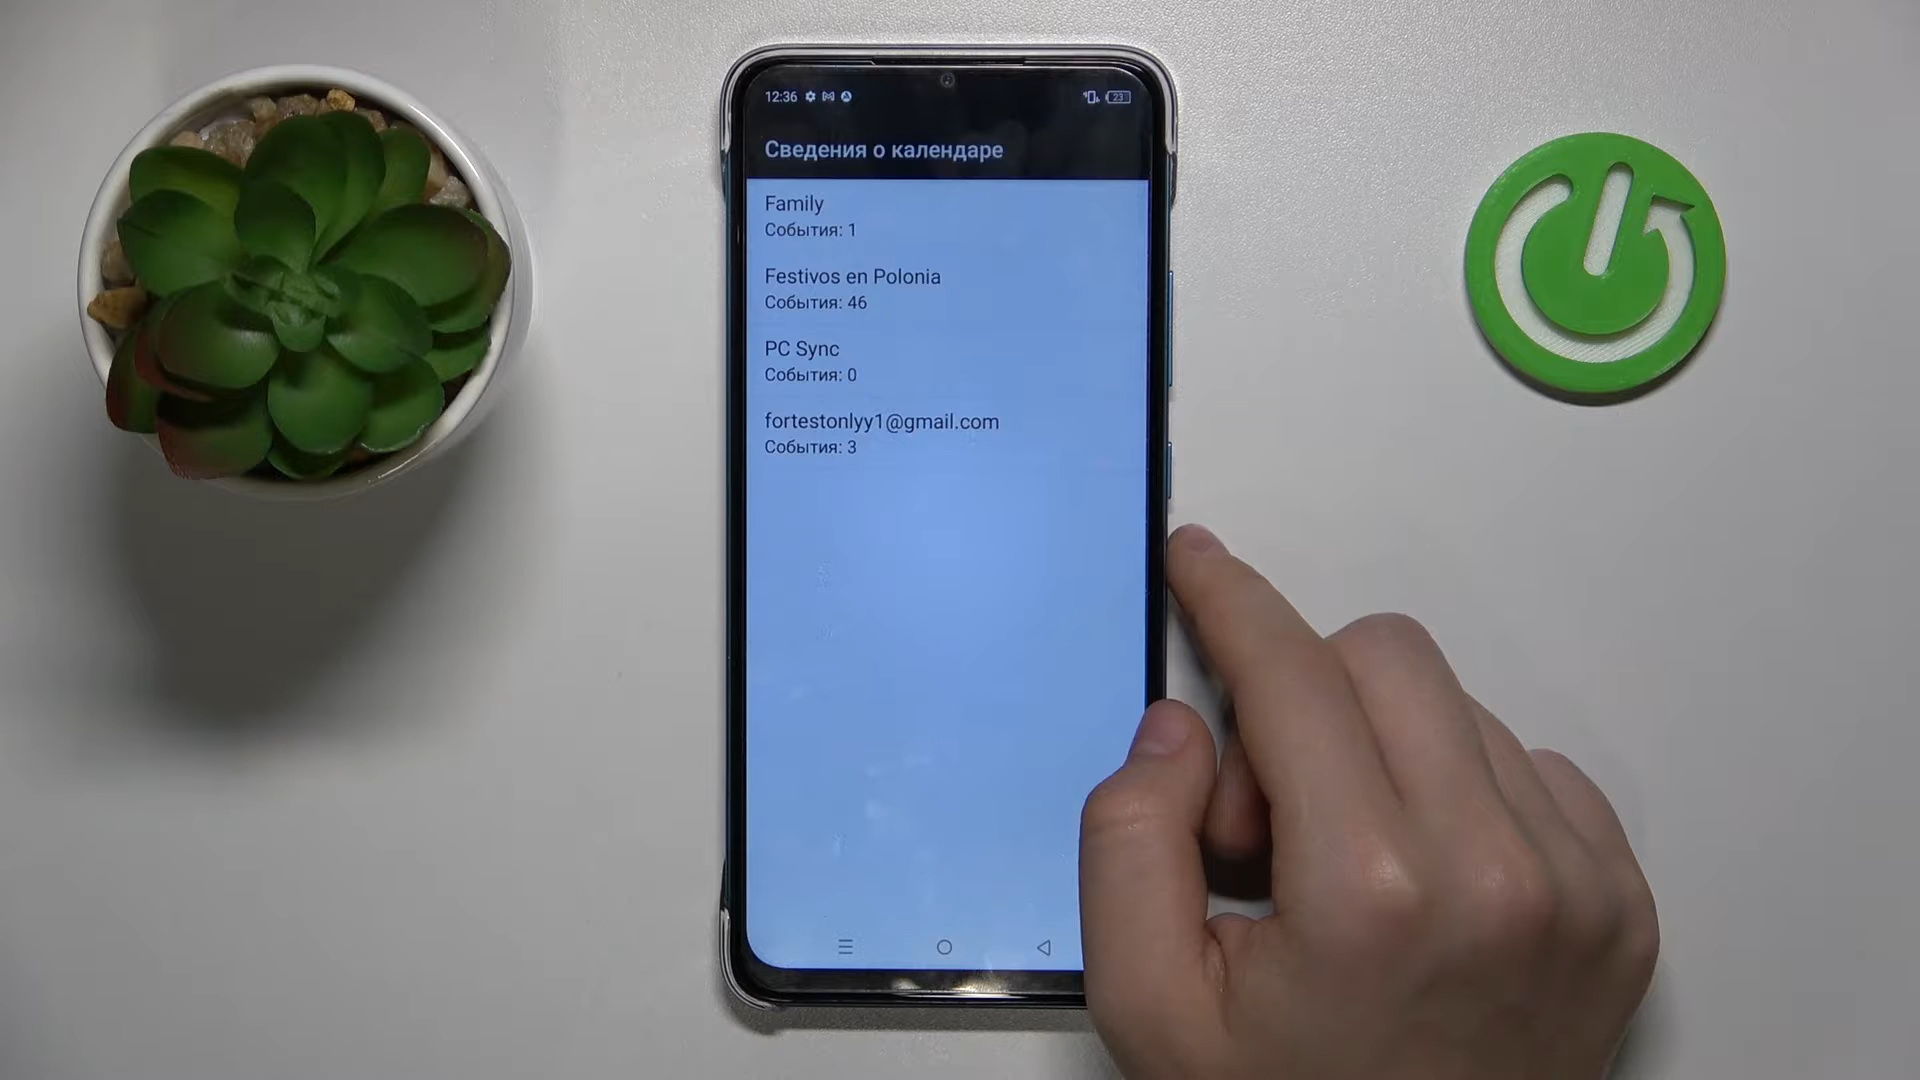 12:36
23
Сведения о календаре
Family
События: 1
Festivos en Polonia
События: 46
PC Sync
События: 0
fortestonlyy1@gmail.com
События: 3